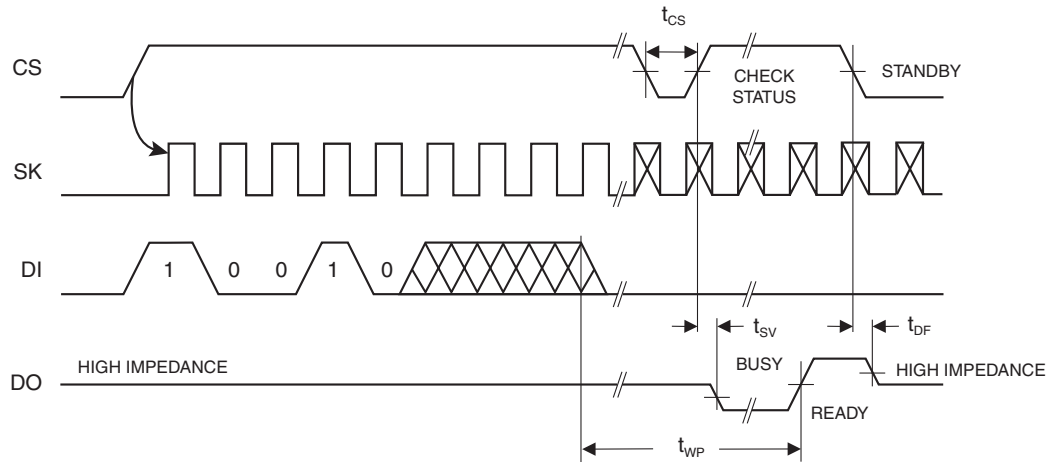 t_CS
CS
CHECK
STATUS
STANDBY
SK
DI
1 0 0 1 0
t_SV
t_DF
HIGH IMPEDANCE
BUSY
HIGH IMPEDANCE
DO
READY
t_WP